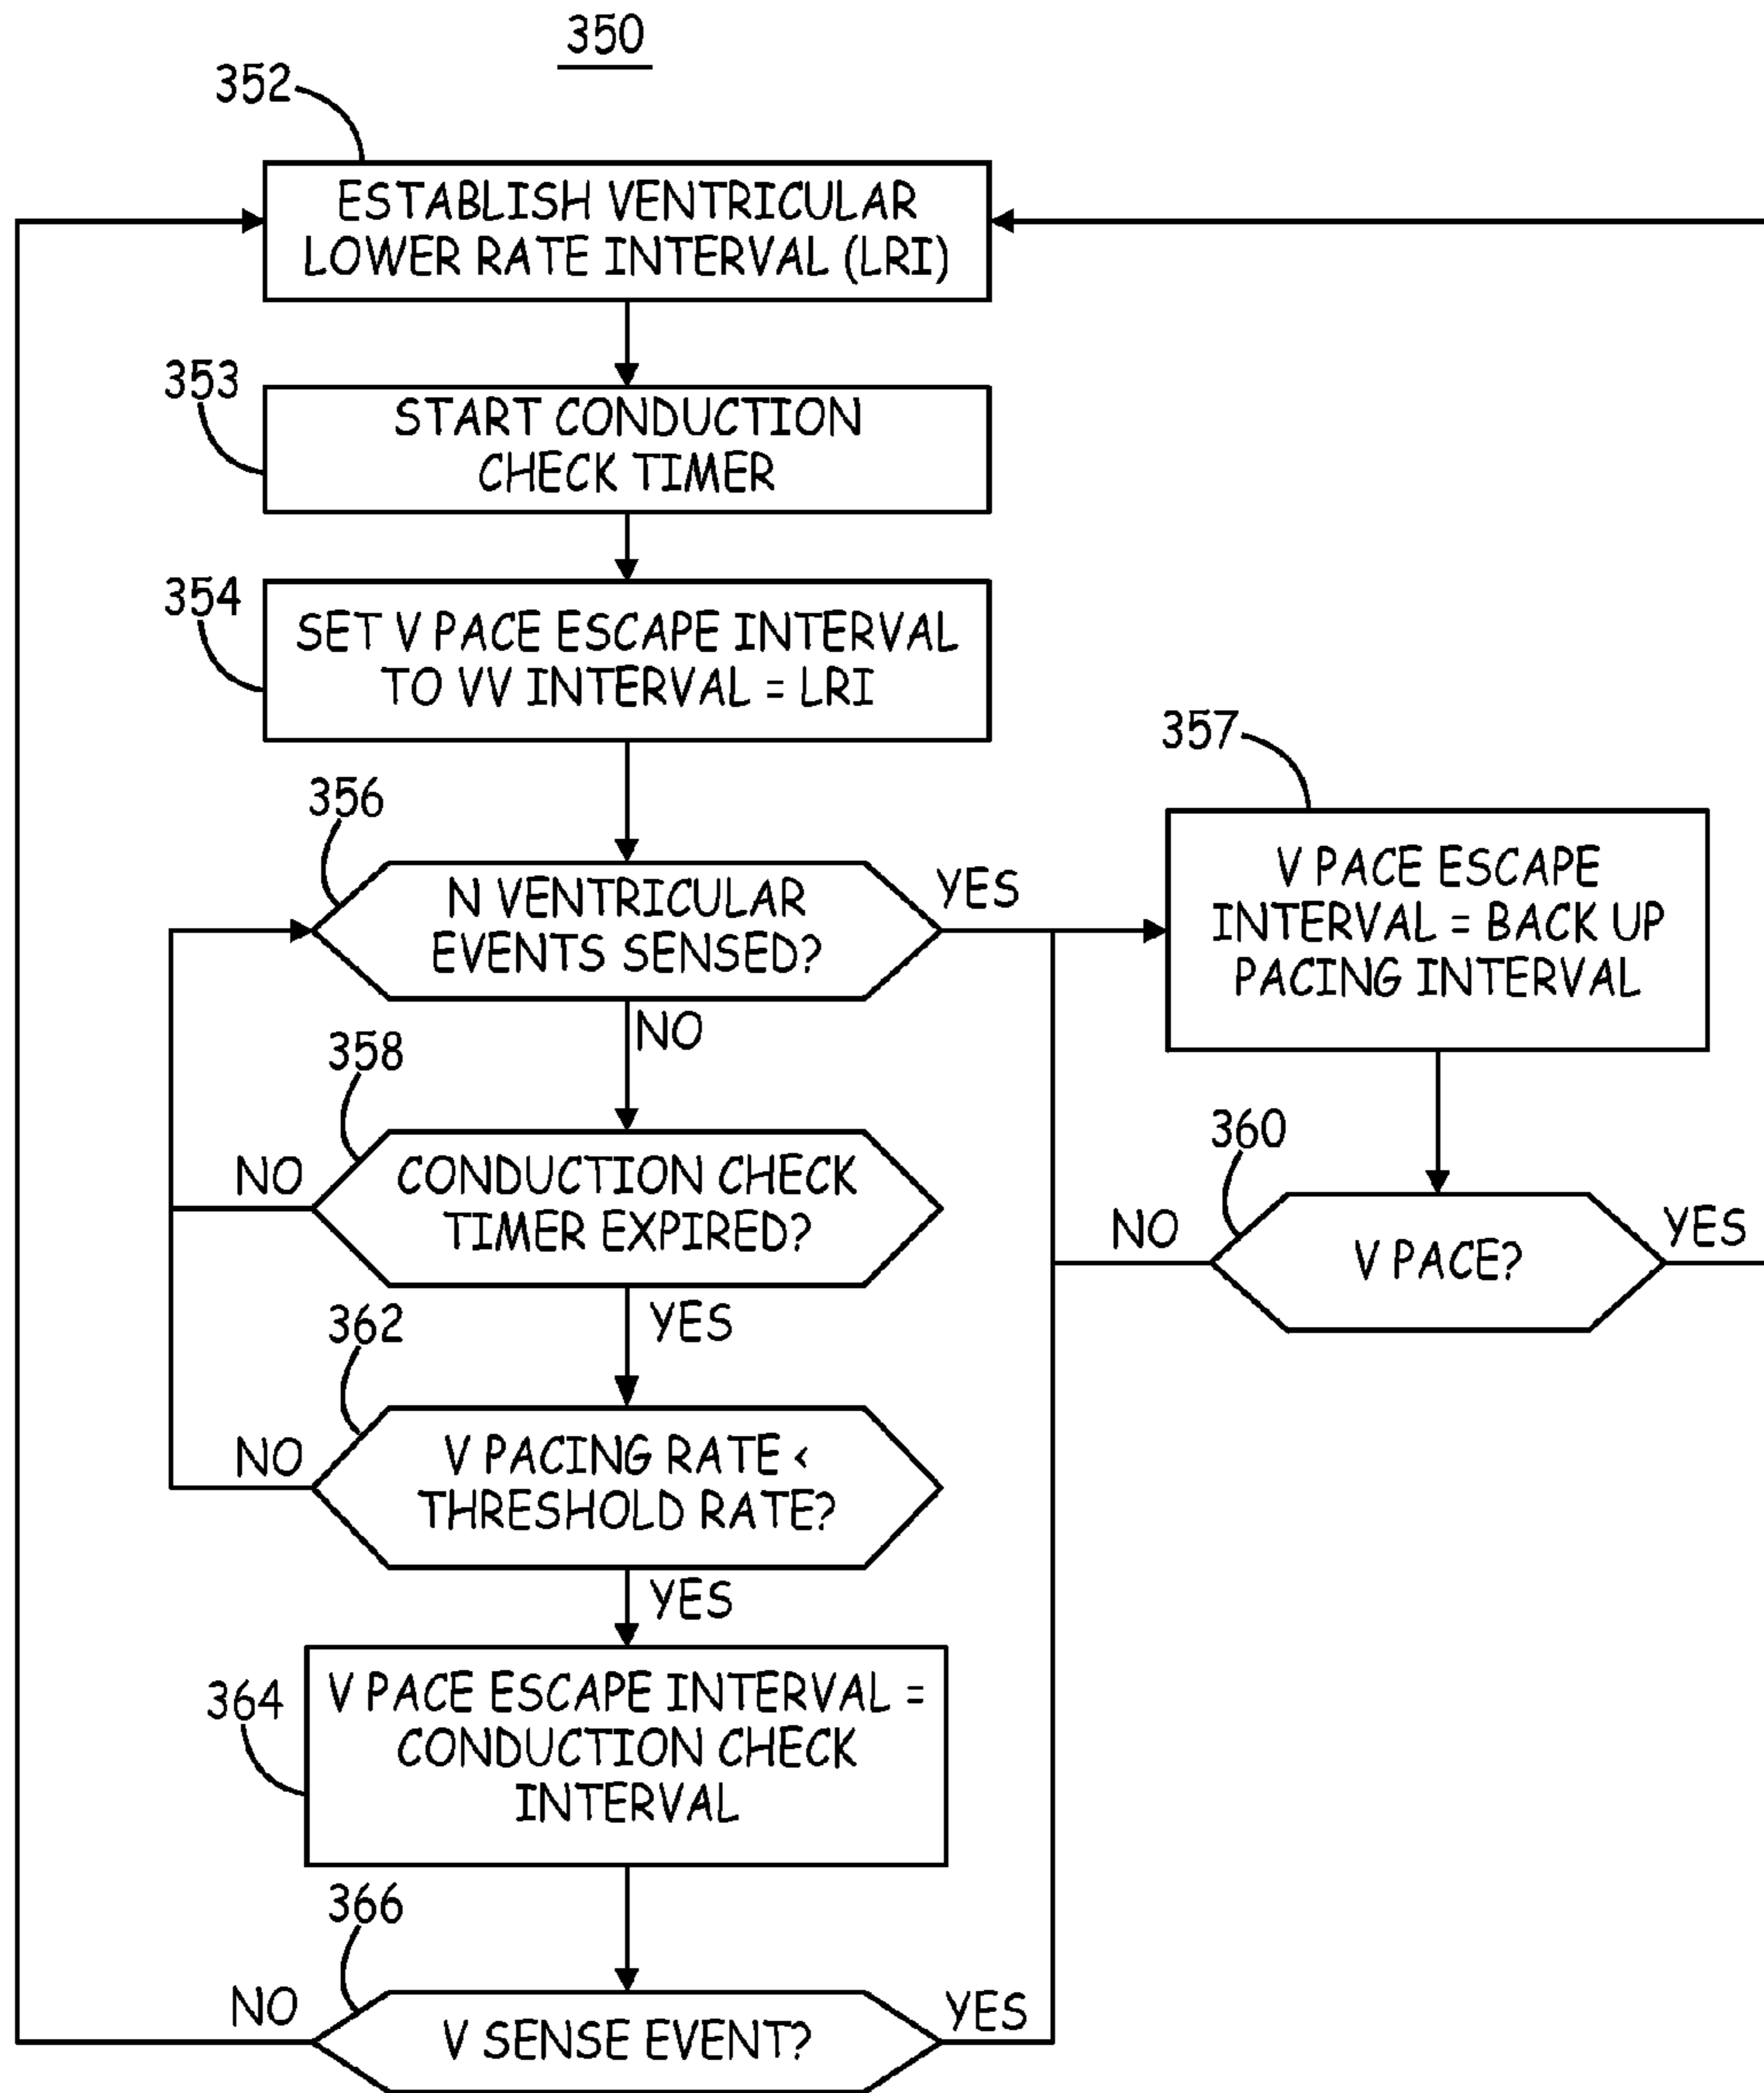 350
352
ESTABLISH VENTRICULAR
LOWER RATE INTERVAL (LRI)
353
START CONDUCTION
CHECK TIMER
354
SET V PACE ESCAPE INTERVAL
TO VV INTERVAL = LRI
356
N VENTRICULAR
EVENTS SENSED?
YES
NO
357
V PACE ESCAPE
INTERVAL = BACK UP
PACING INTERVAL
358
CONDUCTION CHECK
TIMER EXPIRED?
NO
YES
360
V PACE?
NO
YES
362
V PACING RATE <
THRESHOLD RATE?
NO
YES
364
V PACE ESCAPE INTERVAL =
CONDUCTION CHECK
INTERVAL
366
V SENSE EVENT?
NO
YES